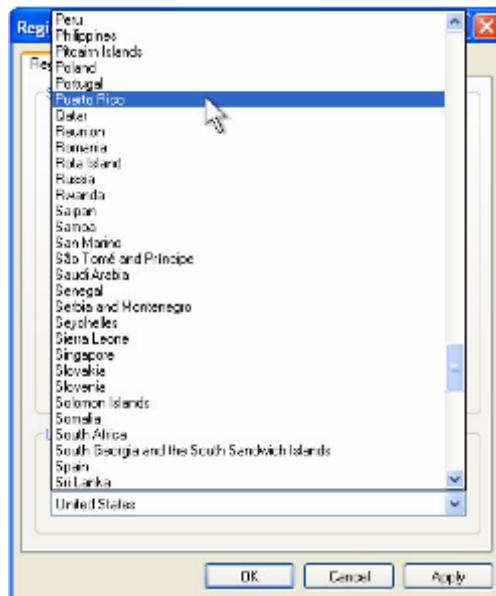 Regi
Peru
Philippines
Pitcairn Islands
Poland
Portugal
Puerto Rico
Qatar
Reunion
Romania
Rota Island
Russia
Rwanda
Saipan
Samoa
San Marino
São Tomé and Príncipe
Saudi Arabia
Senegal
Serbia and Montenegro
Seychelles
Sierra Leone
Singapore
Slovakia
Slovenia
Solomon Islands
Somalia
South Africa
South Georgia and the South Sandwich Islands
Spain
Sri Lanka
United States
OK Cancel Apply